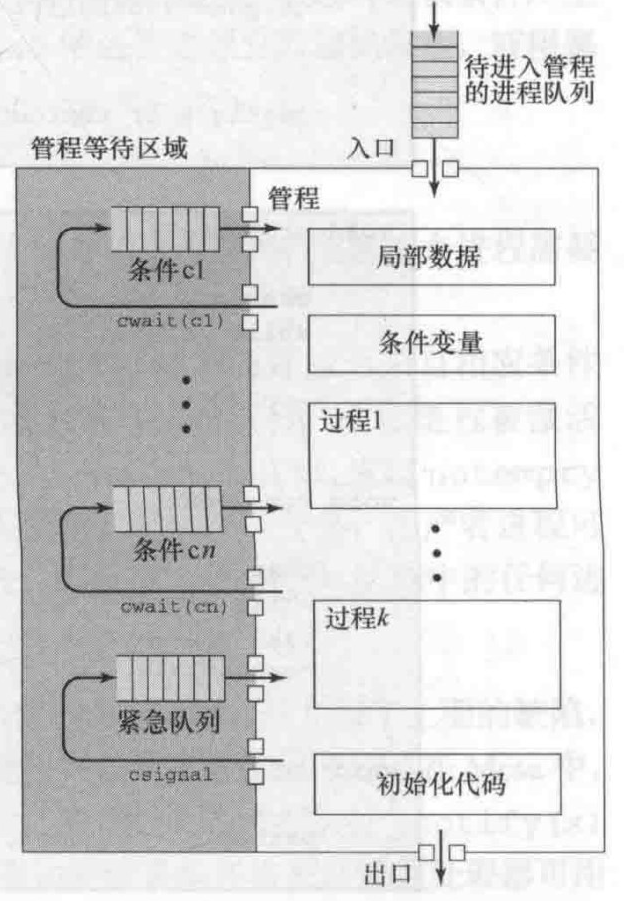 待进入管程
的进程队列
管程等待区域
入口
管程
条件c1
局部数据
cwait(c1)
条件变量
过程1
条件cn
cwait(cn)
过程k
紧急队列
csignal
初始化代码
出口